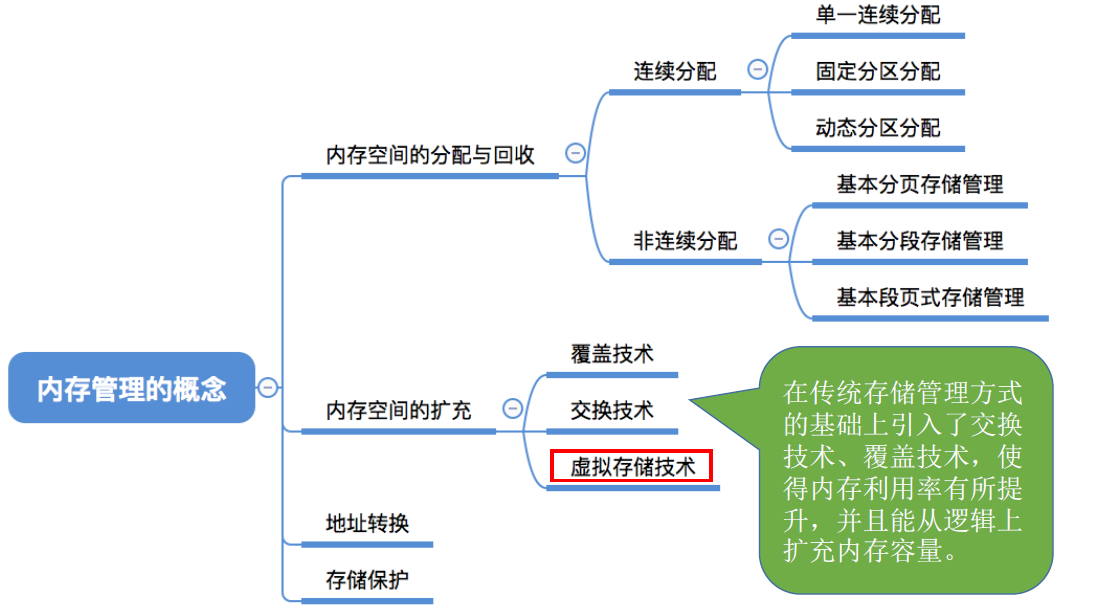 内存管理的概念
内存空间的分配与回收
连续分配
单一连续分配
固定分区分配
动态分区分配
非连续分配
基本分页存储管理
基本分段存储管理
基本段页式存储管理
内存空间的扩充
覆盖技术
交换技术
虚拟存储技术
在传统存储管理方式
的基础上引入了交换
技术、覆盖技术，使
得内存利用率有所提
升，并且能从逻辑上
扩充内存容量。
地址转换
存储保护